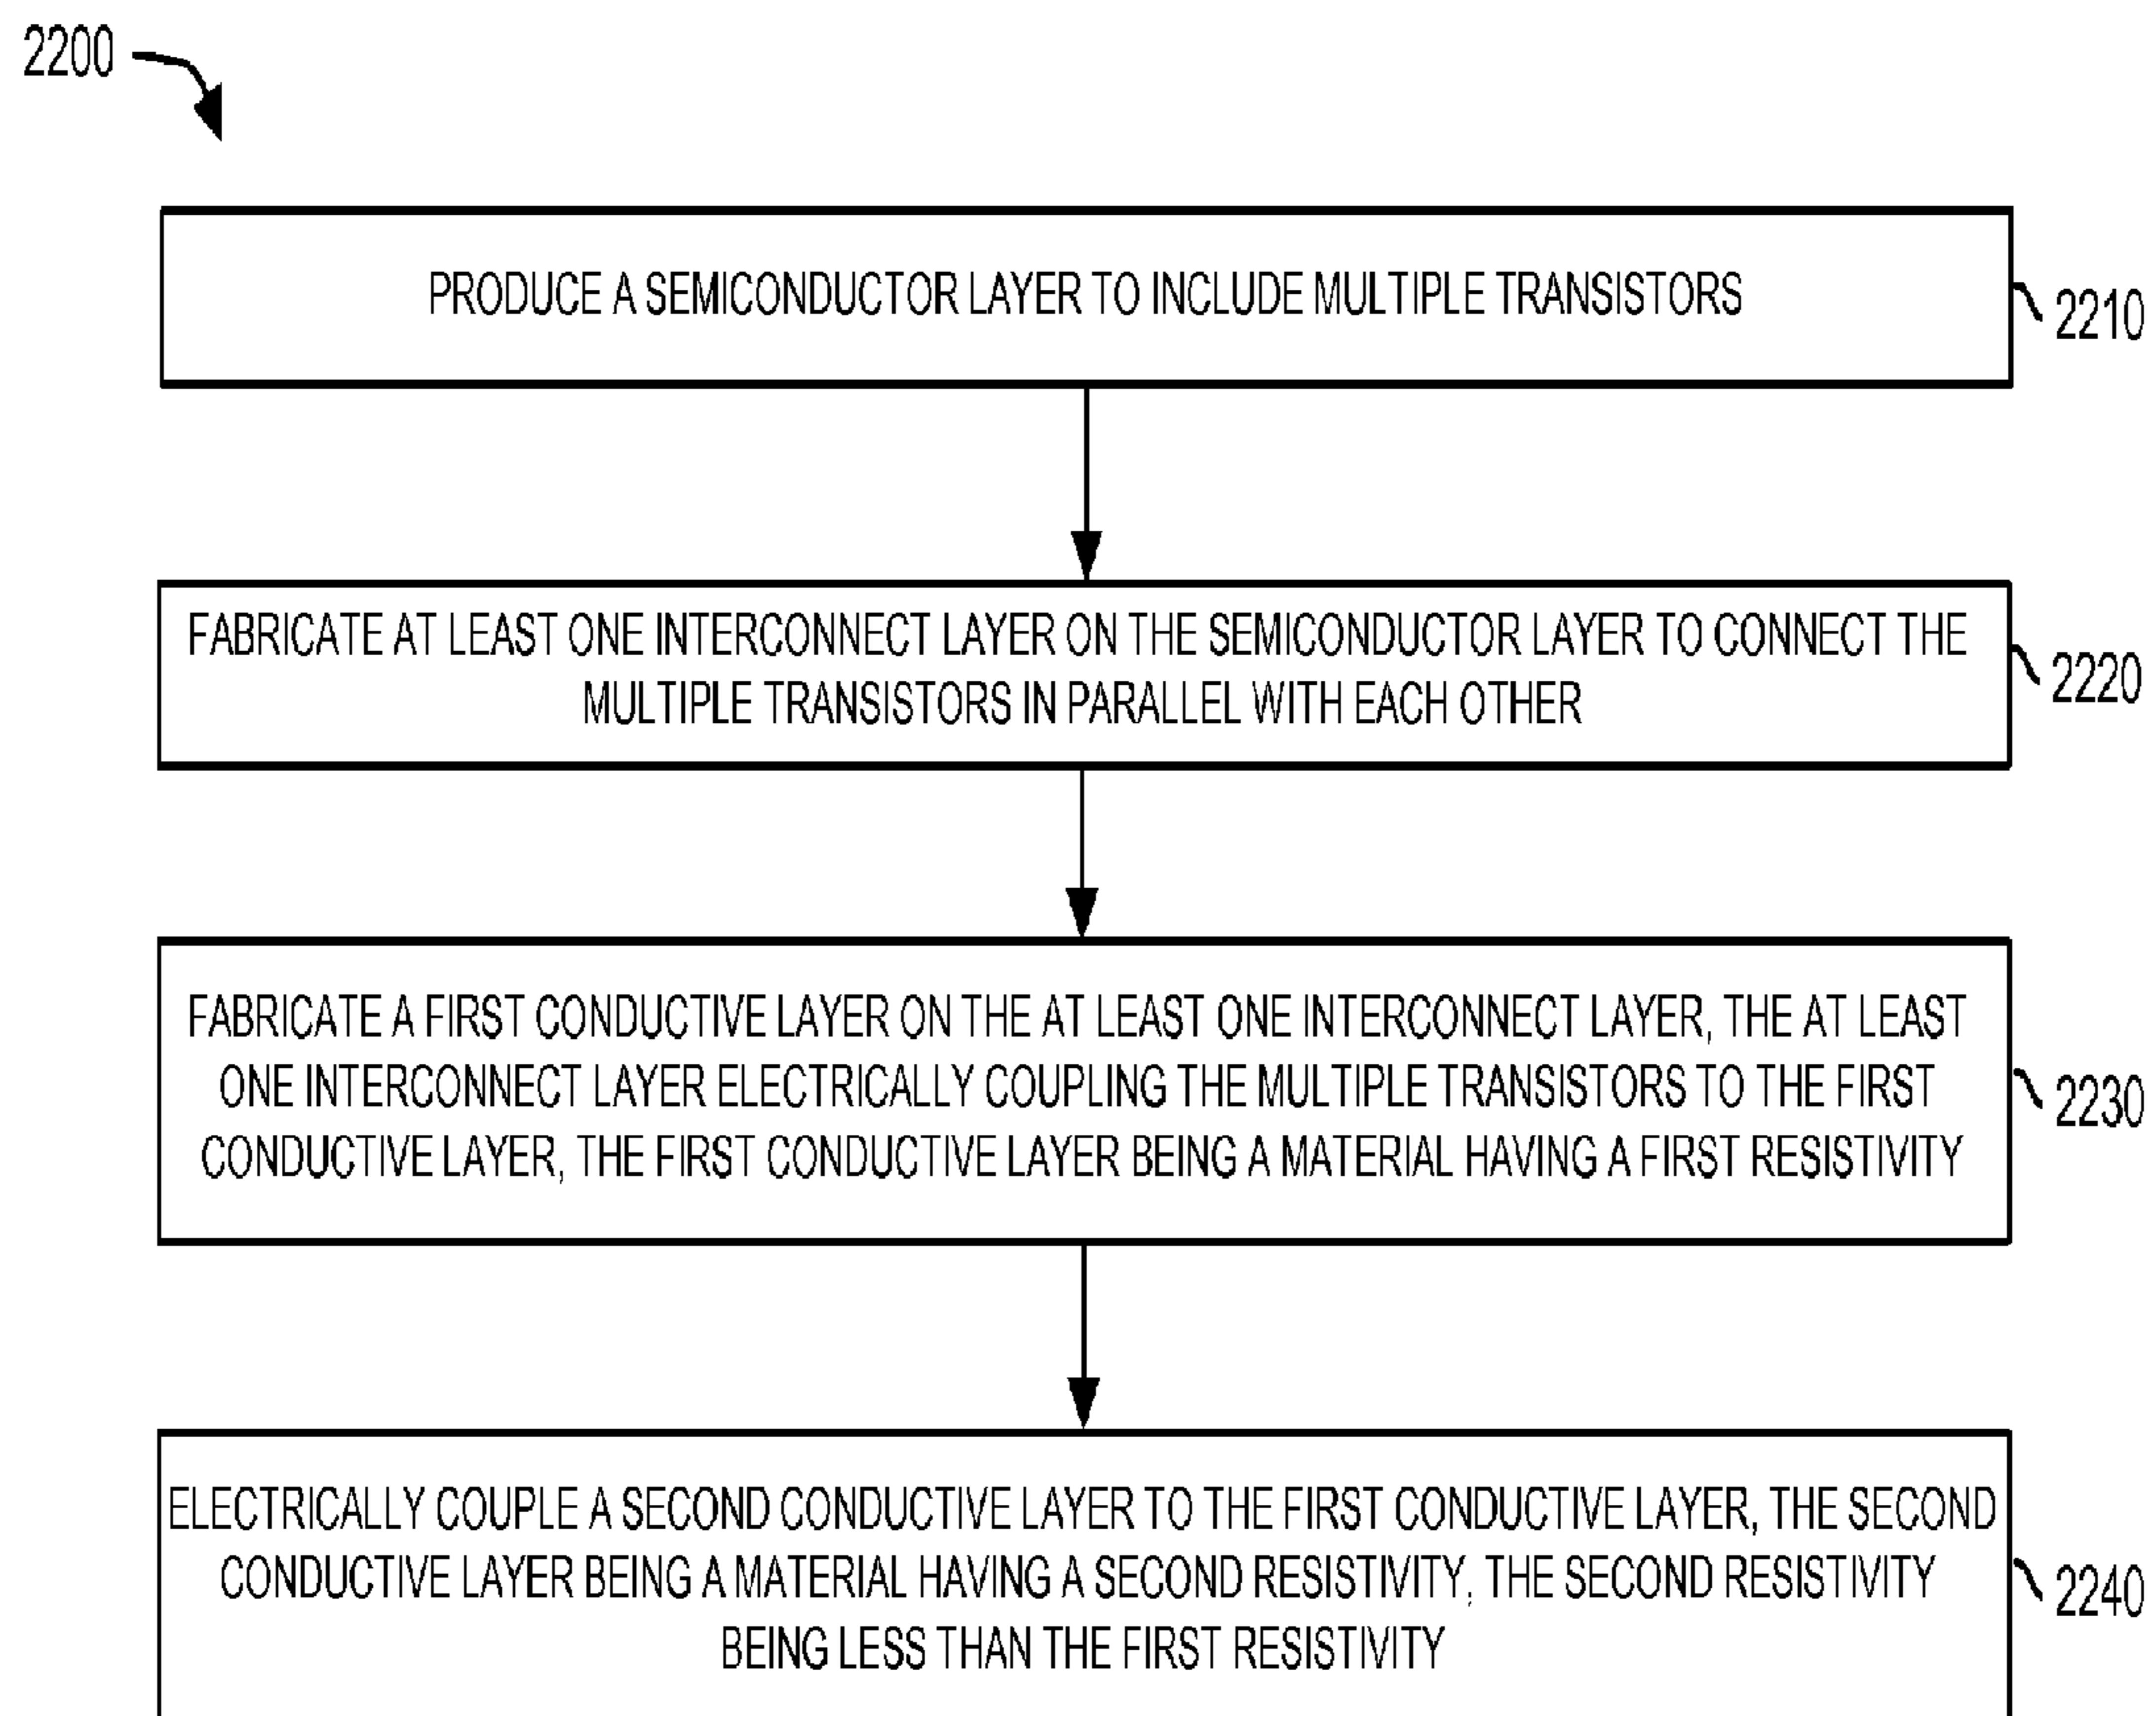 2200
PRODUCE A SEMICONDUCTOR LAYER TO INCLUDE MULTIPLE TRANSISTORS
2210
FABRICATE AT LEAST ONE INTERCONNECT LAYER ON THE SEMICONDUCTOR LAYER TO CONNECT THE
MULTIPLE TRANSISTORS IN PARALLEL WITH EACH OTHER
2220
FABRICATE A FIRST CONDUCTIVE LAYER ON THE AT LEAST ONE INTERCONNECT LAYER, THE AT LEAST
ONE INTERCONNECT LAYER ELECTRICALLY COUPLING THE MULTIPLE TRANSISTORS TO THE FIRST
CONDUCTIVE LAYER, THE FIRST CONDUCTIVE LAYER BEING A MATERIAL HAVING A FIRST RESISTIVITY
2230
ELECTRICALLY COUPLE A SECOND CONDUCTIVE LAYER TO THE FIRST CONDUCTIVE LAYER, THE SECOND
CONDUCTIVE LAYER BEING A MATERIAL HAVING A SECOND RESISTIVITY, THE SECOND RESISTIVITY
BEING LESS THAN THE FIRST RESISTIVITY
2240